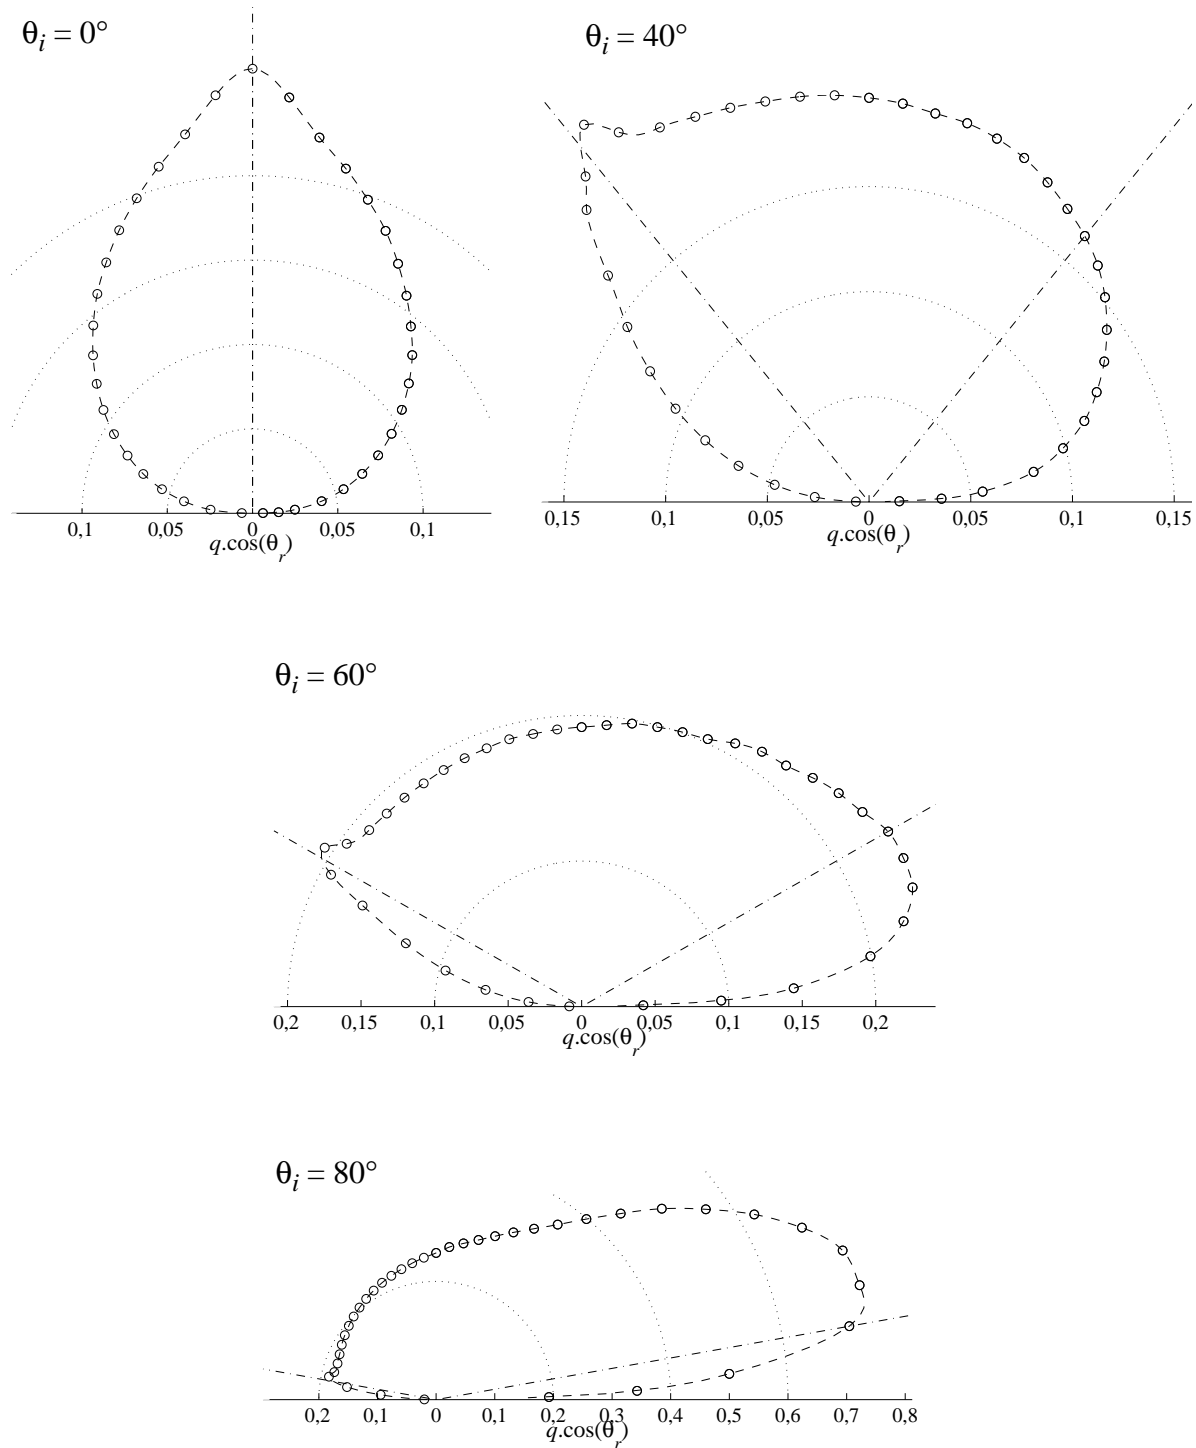 θi = 0°
0,1 0,05 0 0,05 0,1
q.cos(θr)
θi = 40°
0,15 0,1 0,05 0 0,05 0,1 0,15
q.cos(θr)
θi = 60°
0,2 0,15 0,1 0,05 0 0,05 0,1 0,15 0,2
q.cos(θr)
θi = 80°
0,2 0,1 0 0,1 0,2 0,3 0,4 0,5 0,6 0,7 0,8
q.cos(θr)